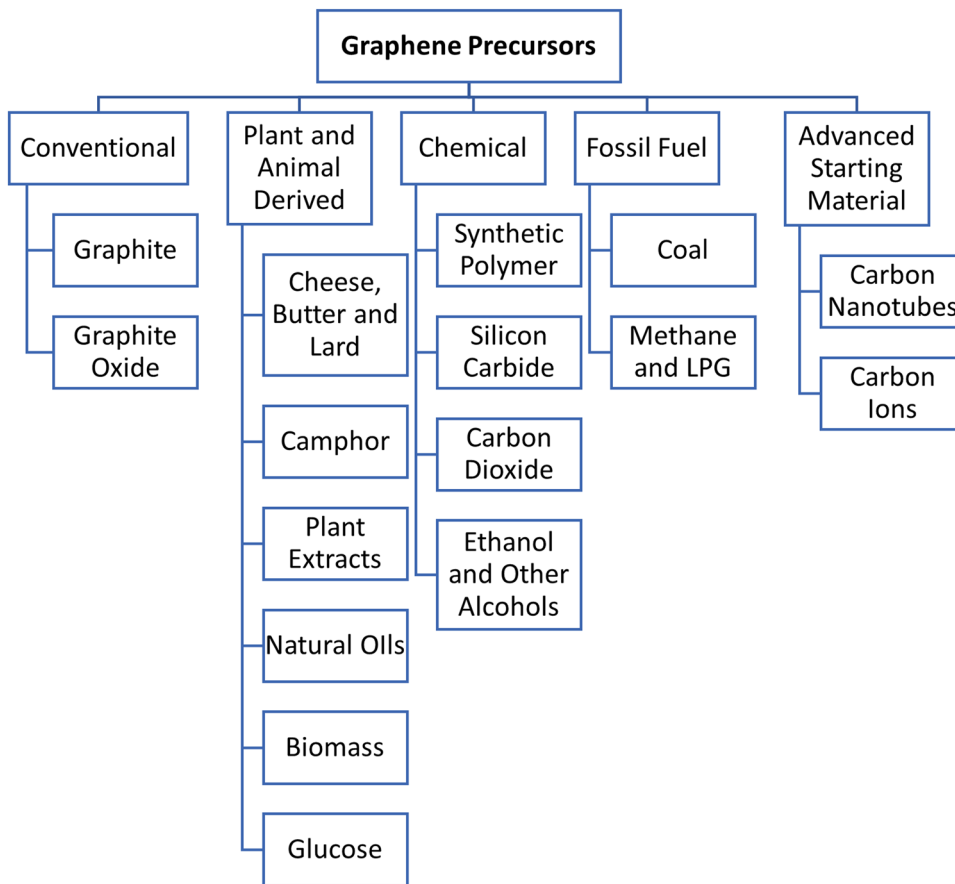 Graphene Precursors
Conventional
Graphite
Graphite
Oxide
Plant and
Animal
Derived
Cheese,
Butter and
Lard
Camphor
Plant
Extracts
Natural OIls
Biomass
Glucose
Chemical
Synthetic
Polymer
Silicon
Carbide
Carbon
Dioxide
Ethanol
and Other
Alcohols
Fossil Fuel
Coal
Methane
and LPG
Advanced
Starting
Material
Carbon
Nanotubes
Carbon
Ions